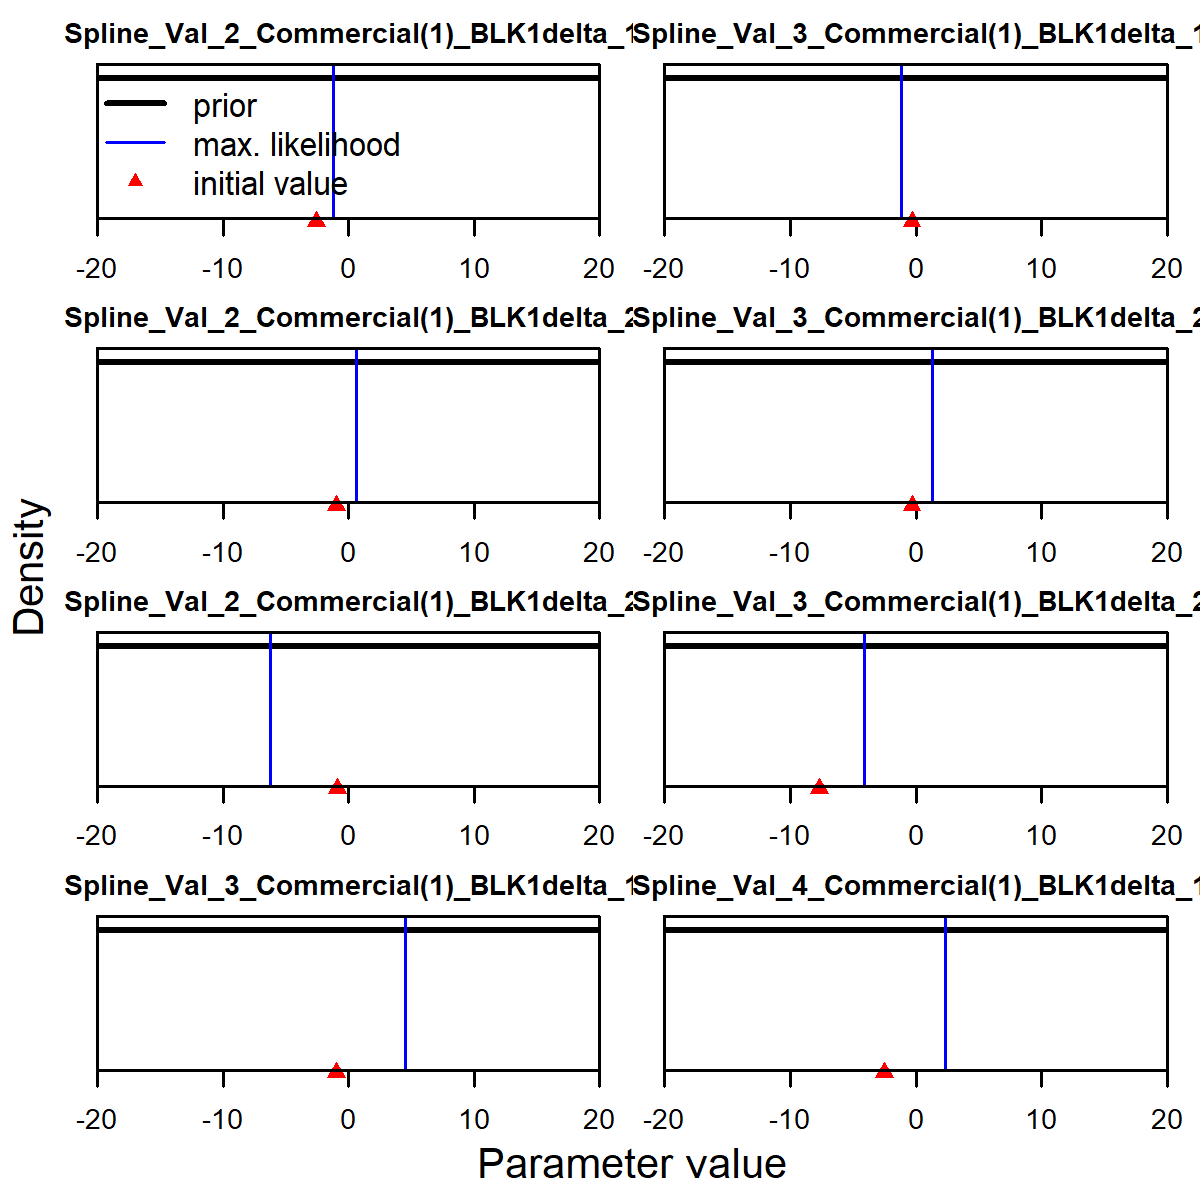 Spline_Val_2_Commercial(1)_BLK1delta_1
Spline_Val_3_Commercial(1)_BLK1delta_1
prior
max. likelihood
initial value
-20 -10 0 10 20
-20 -10 0 10 20
Spline_Val_2_Commercial(1)_BLK1delta_2
Spline_Val_3_Commercial(1)_BLK1delta_2
-20 -10 0 10 20
-20 -10 0 10 20
Density
Spline_Val_2_Commercial(1)_BLK1delta_2
Spline_Val_3_Commercial(1)_BLK1delta_2
-20 -10 0 10 20
-20 -10 0 10 20
Spline_Val_3_Commercial(1)_BLK1delta_1
Spline_Val_4_Commercial(1)_BLK1delta_1
-20 -10 0 10 20
-20 -10 0 10 20
Parameter value